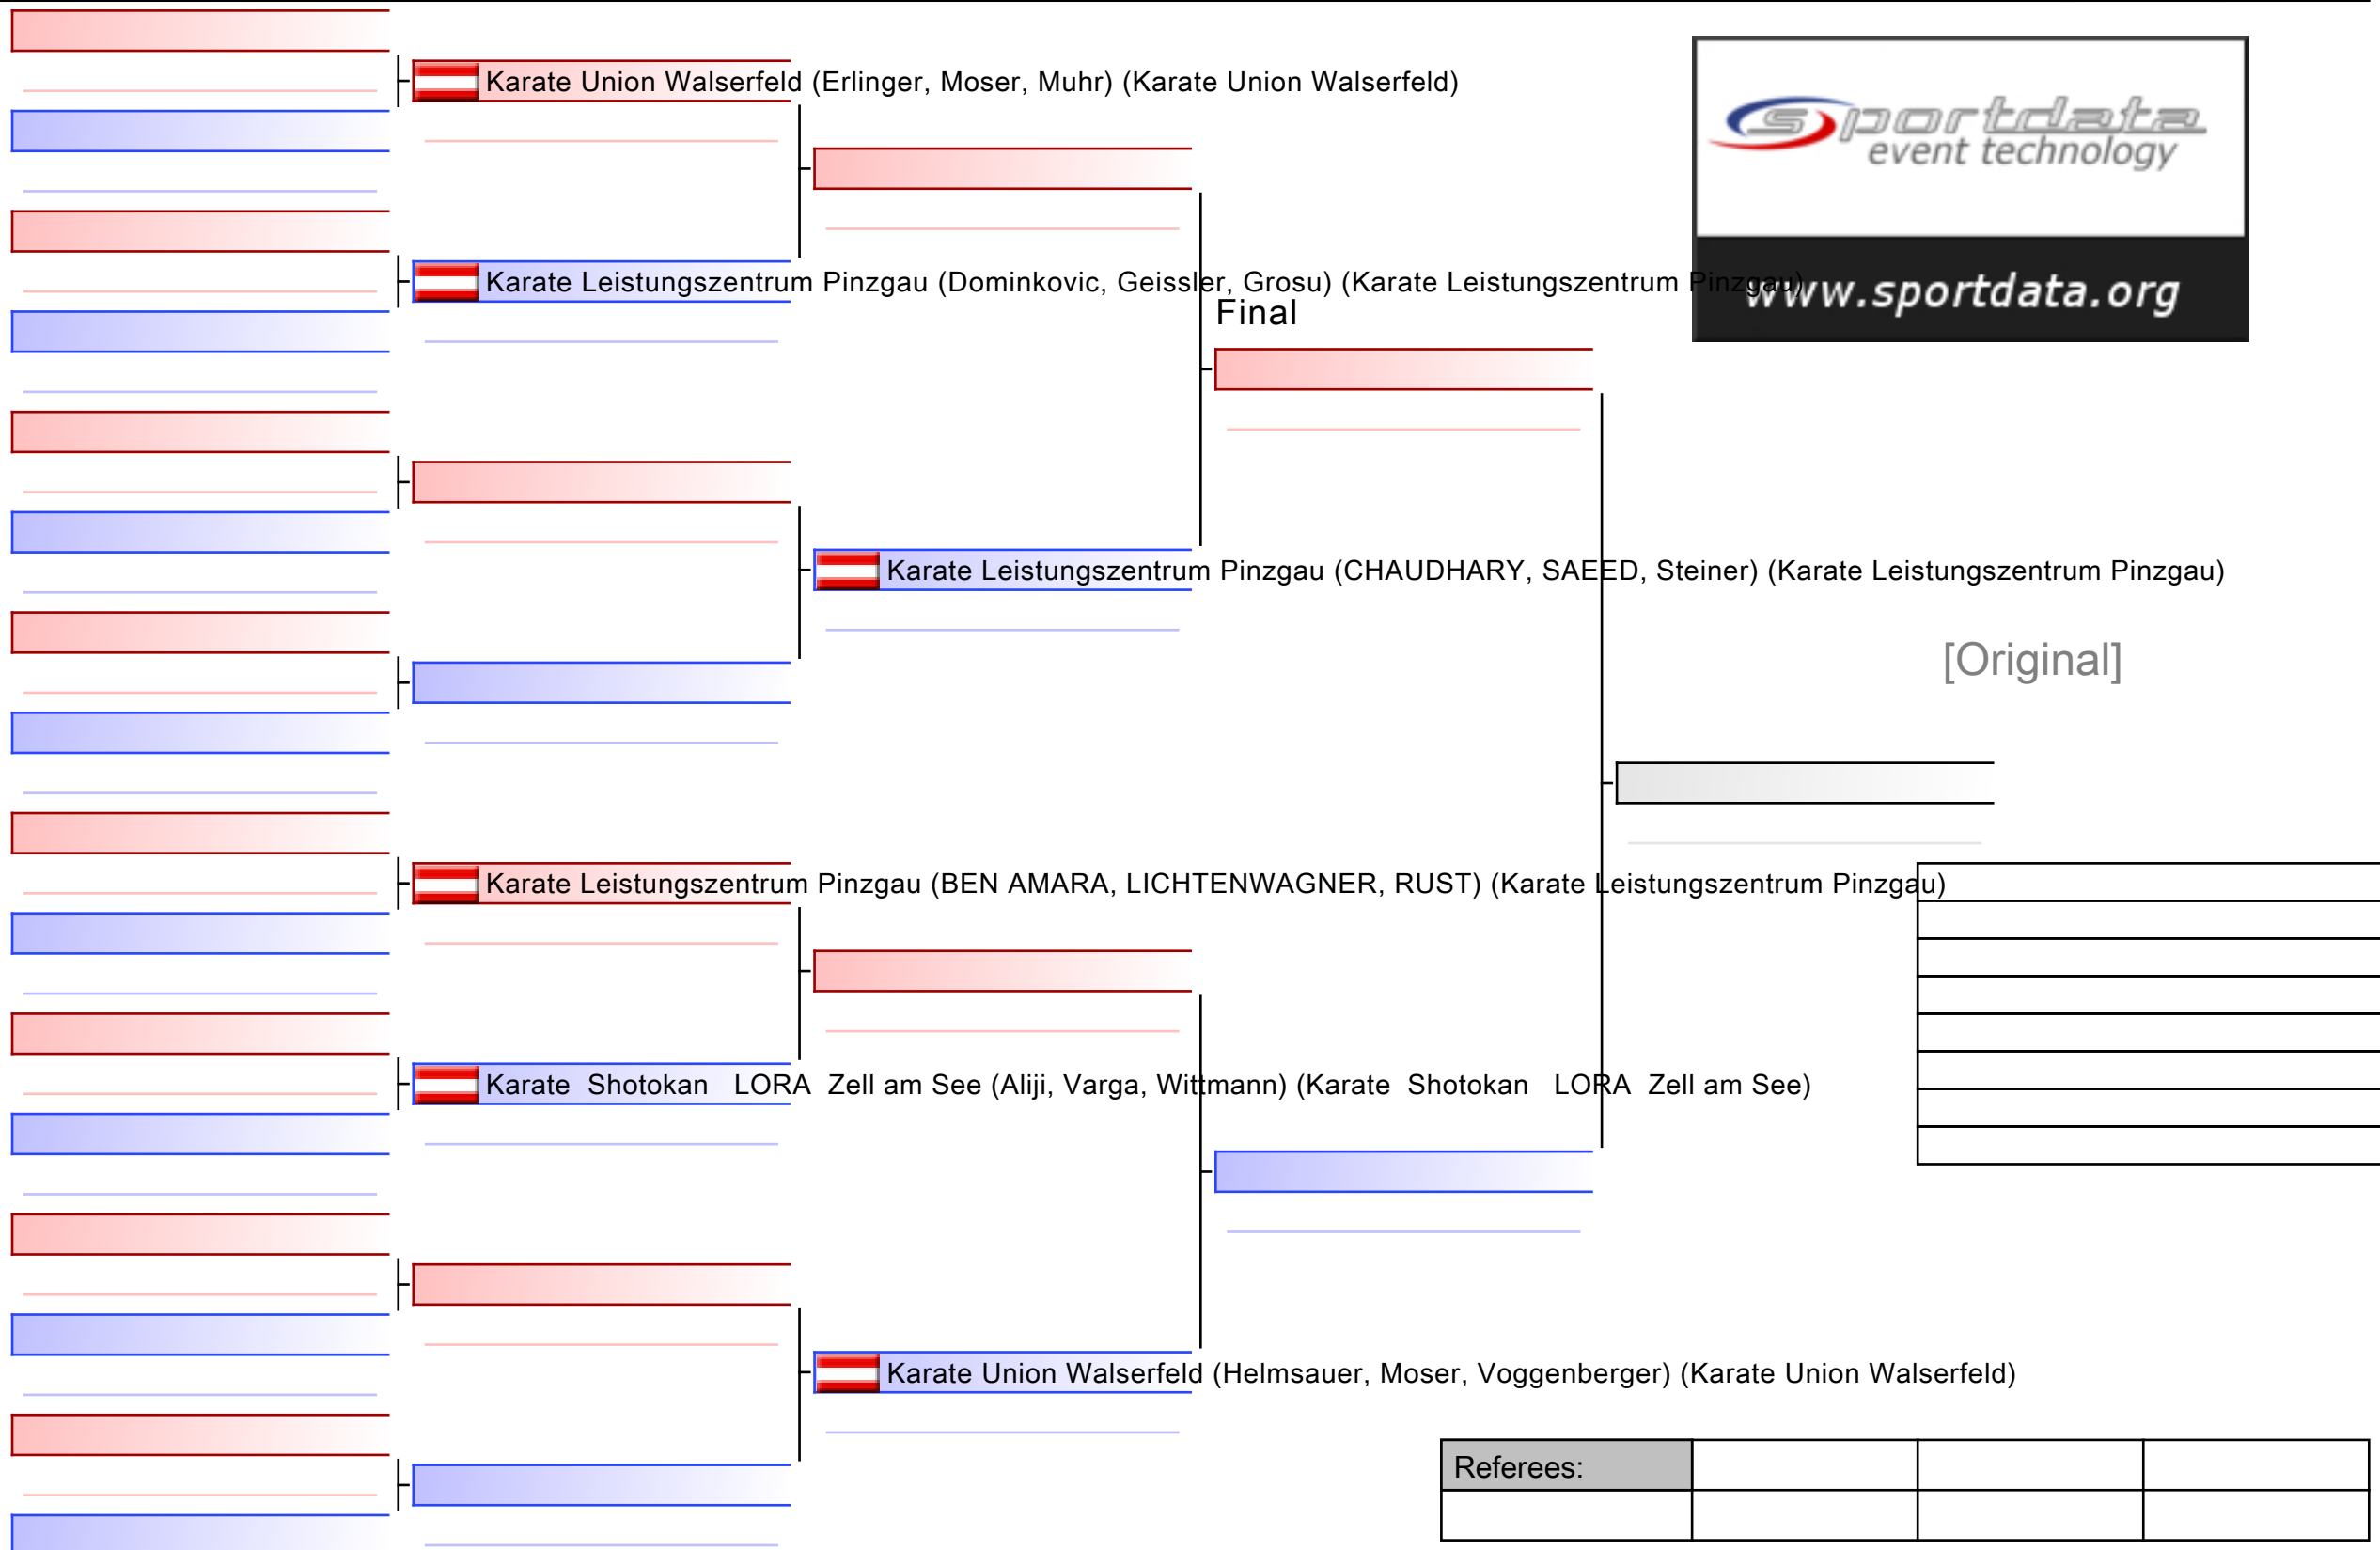 Karate Union Walserfeld (Erlinger, Moser, Muhr) (Karate Union Walserfeld)
sportdata
event technology
Karate Leistungszentrum Pinzgau (Dominkovic, Geissler, Grosu) (Karate Leistungszentrum Pinzgau)
www.sportdata.org
Final
Karate Leistungszentrum Pinzgau (CHAUDHARY, SAEED, Steiner) (Karate Leistungszentrum Pinzgau)
[Original]
Karate Leistungszentrum Pinzgau (BEN AMARA, LICHTENWAGNER, RUST) (Karate Leistungszentrum Pinzgau)
Karate Shotokan LORA Zell am See (Aliji, Varga, Wittmann) (Karate Shotokan LORA Zell am See)
Karate Union Walserfeld (Helmsauer, Moser, Voggenberger) (Karate Union Walserfeld)
Referees: